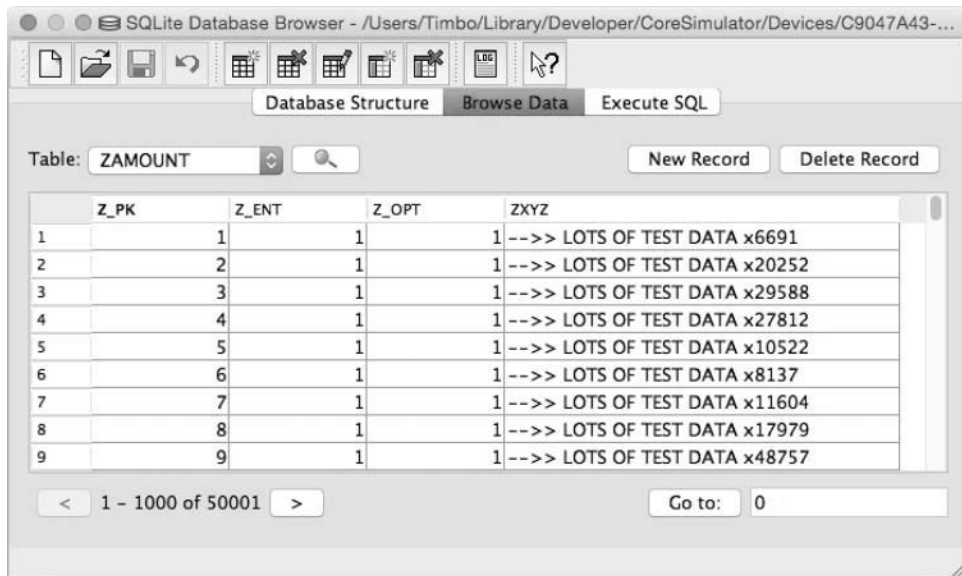 SQLite Database Browser - /Users/Timbo/Library/Developer/CoreSimulator/Devices/C9047A43-...
LOG
Database Structure Browse Data Execute SQL
Table: ZAMOUNT New Record Delete Record
Z_PK Z_ENT Z_OPT ZXYZ
1 1 1 1 -->> LOTS OF TEST DATA x6691
2 2 1 1 -->> LOTS OF TEST DATA x20252
3 3 1 1 -->> LOTS OF TEST DATA x29588
4 4 1 1 -->> LOTS OF TEST DATA x27812
5 5 1 1 -->> LOTS OF TEST DATA x10522
6 6 1 1 -->> LOTS OF TEST DATA x8137
7 7 1 1 -->> LOTS OF TEST DATA x11604
8 8 1 1 -->> LOTS OF TEST DATA x17979
9 9 1 1 -->> LOTS OF TEST DATA x48757
< 1 - 1000 of 50001 > Go to: 0